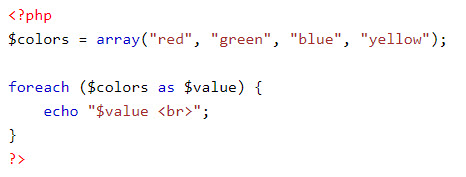 <?php
$colors = array("red", "green", "blue", "yellow");
foreach ($colors as $value) {
    echo "$value <br>";
}
?>